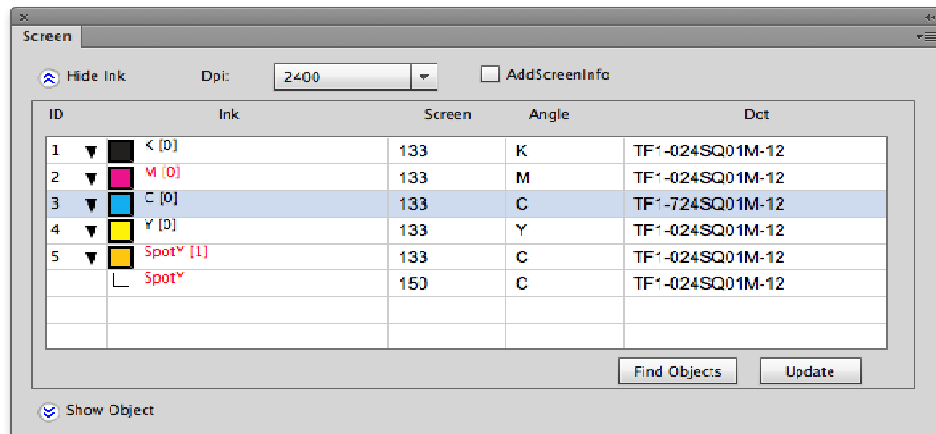 Screen
Hide Ink Dpi: 2400 AddScreenInfo
ID Ink Screen Angle Dot
1 K [0] 133 K TF1-024SQ01M-12
2 M [0] 133 M TF1-024SQ01M-12
3 C [0] 133 C TF1-724SQ01M-12
4 Y [0] 133 Y TF1-024SQ01M-12
5 SpotY [1] 133 C TF1-024SQ01M-12
SpotY 150 C TF1-024SQ01M-12
Find Objects Update
Show Object